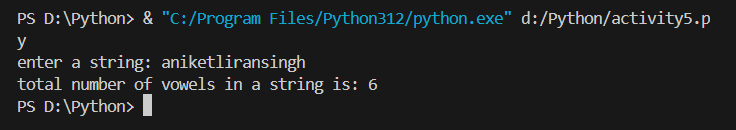 PS D:\Python> & "C:/Program Files/Python312/python.exe" d:/Python/activity5.p
y
enter a string: aniketliransingh
total number of vowels in a string is: 6
PS D:\Python>